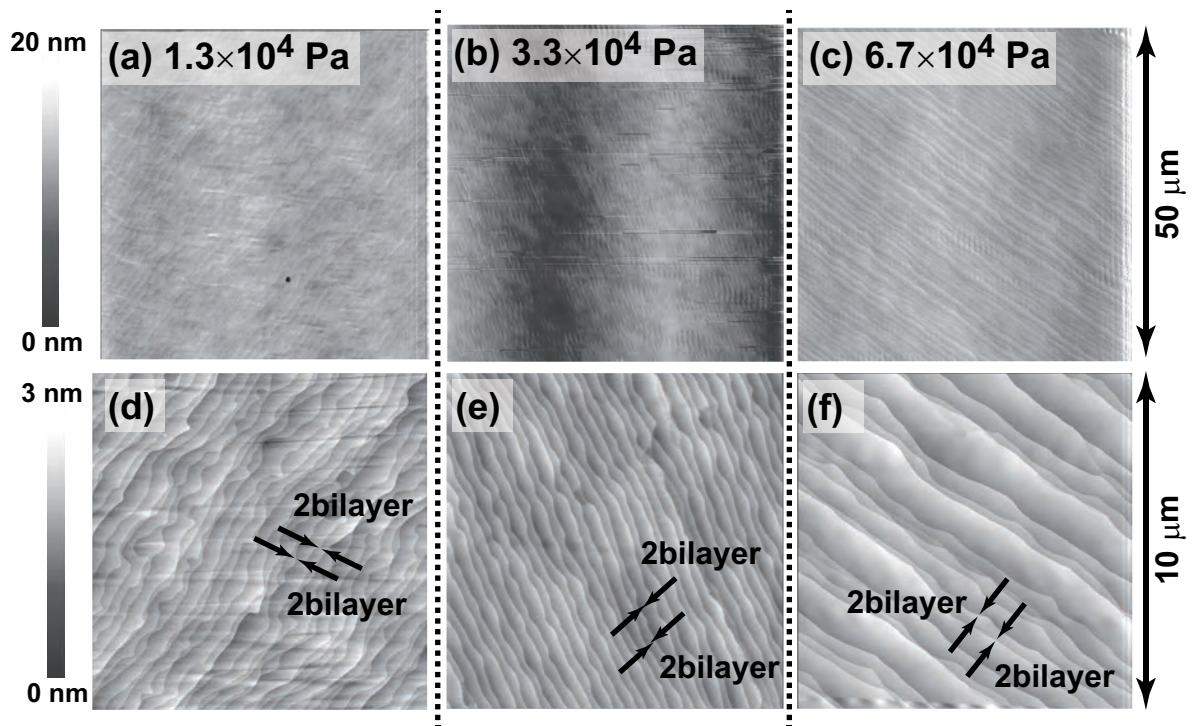 20 nm
0 nm
(a) 1.3×10⁴ Pa
(b) 3.3×10⁴ Pa
(c) 6.7×10⁴ Pa
50 μm
3 nm
0 nm
(d)
2bilayer
2bilayer
(e)
2bilayer
2bilayer
(f)
2bilayer
2bilayer
10 μm